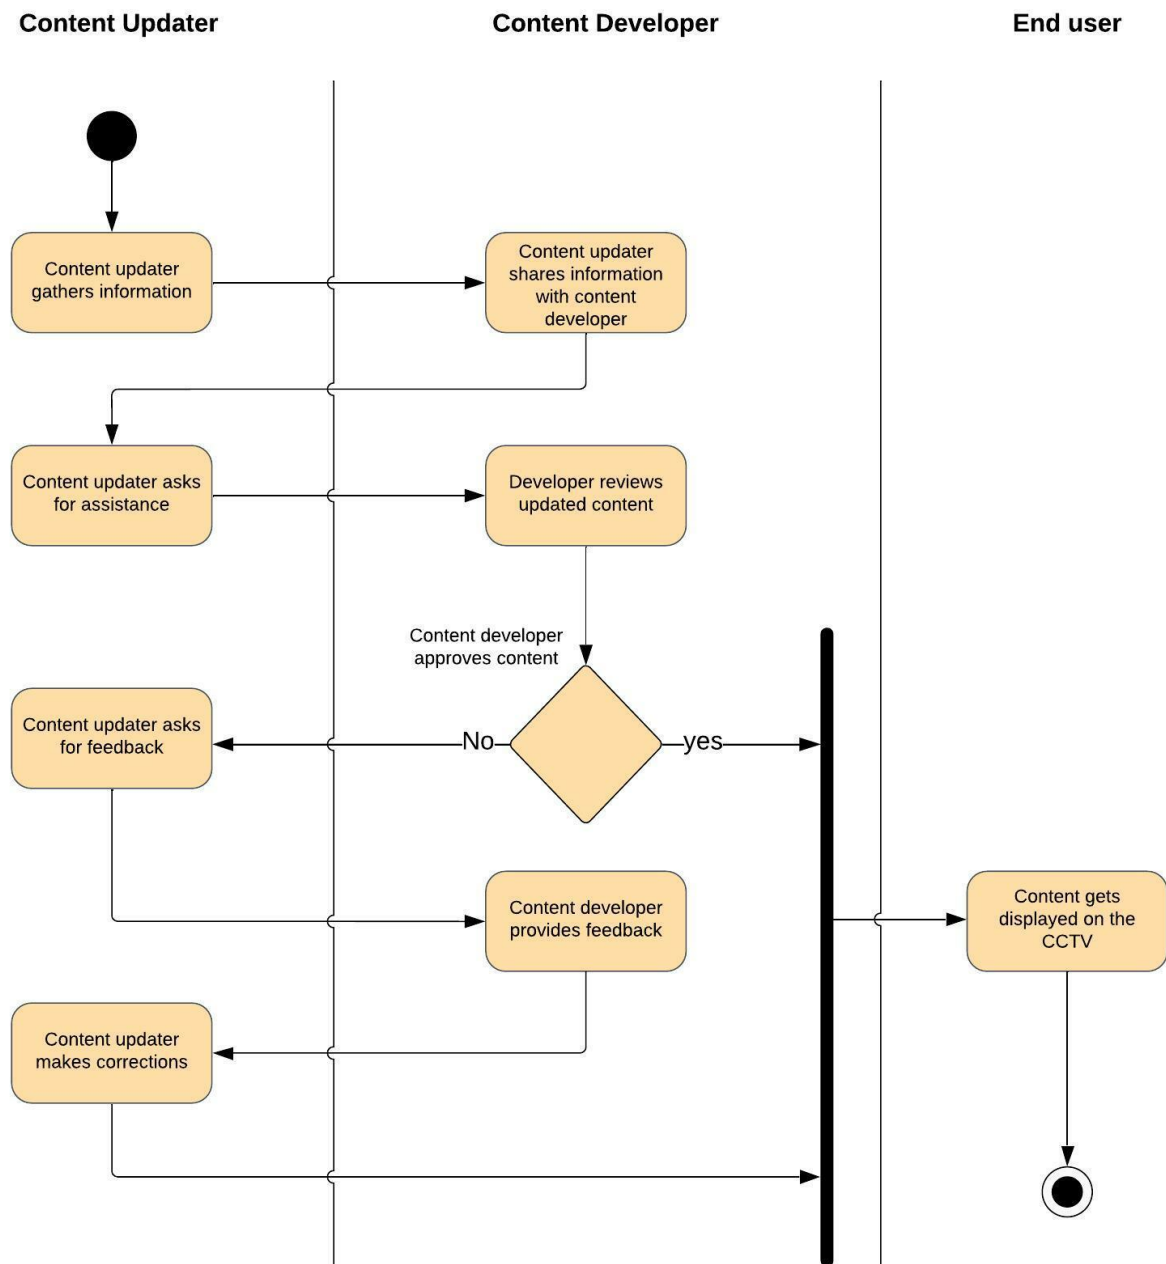 Content Updater
Content Developer
End user
Content updater
gathers information
Content updater
shares information
with content
developer
Content updater asks
for assistance
Developer reviews
updated content
Content developer
approves content
Content updater asks
for feedback
No
yes
Content developer
provides feedback
Content gets
displayed on the
CCTV
Content updater
makes corrections